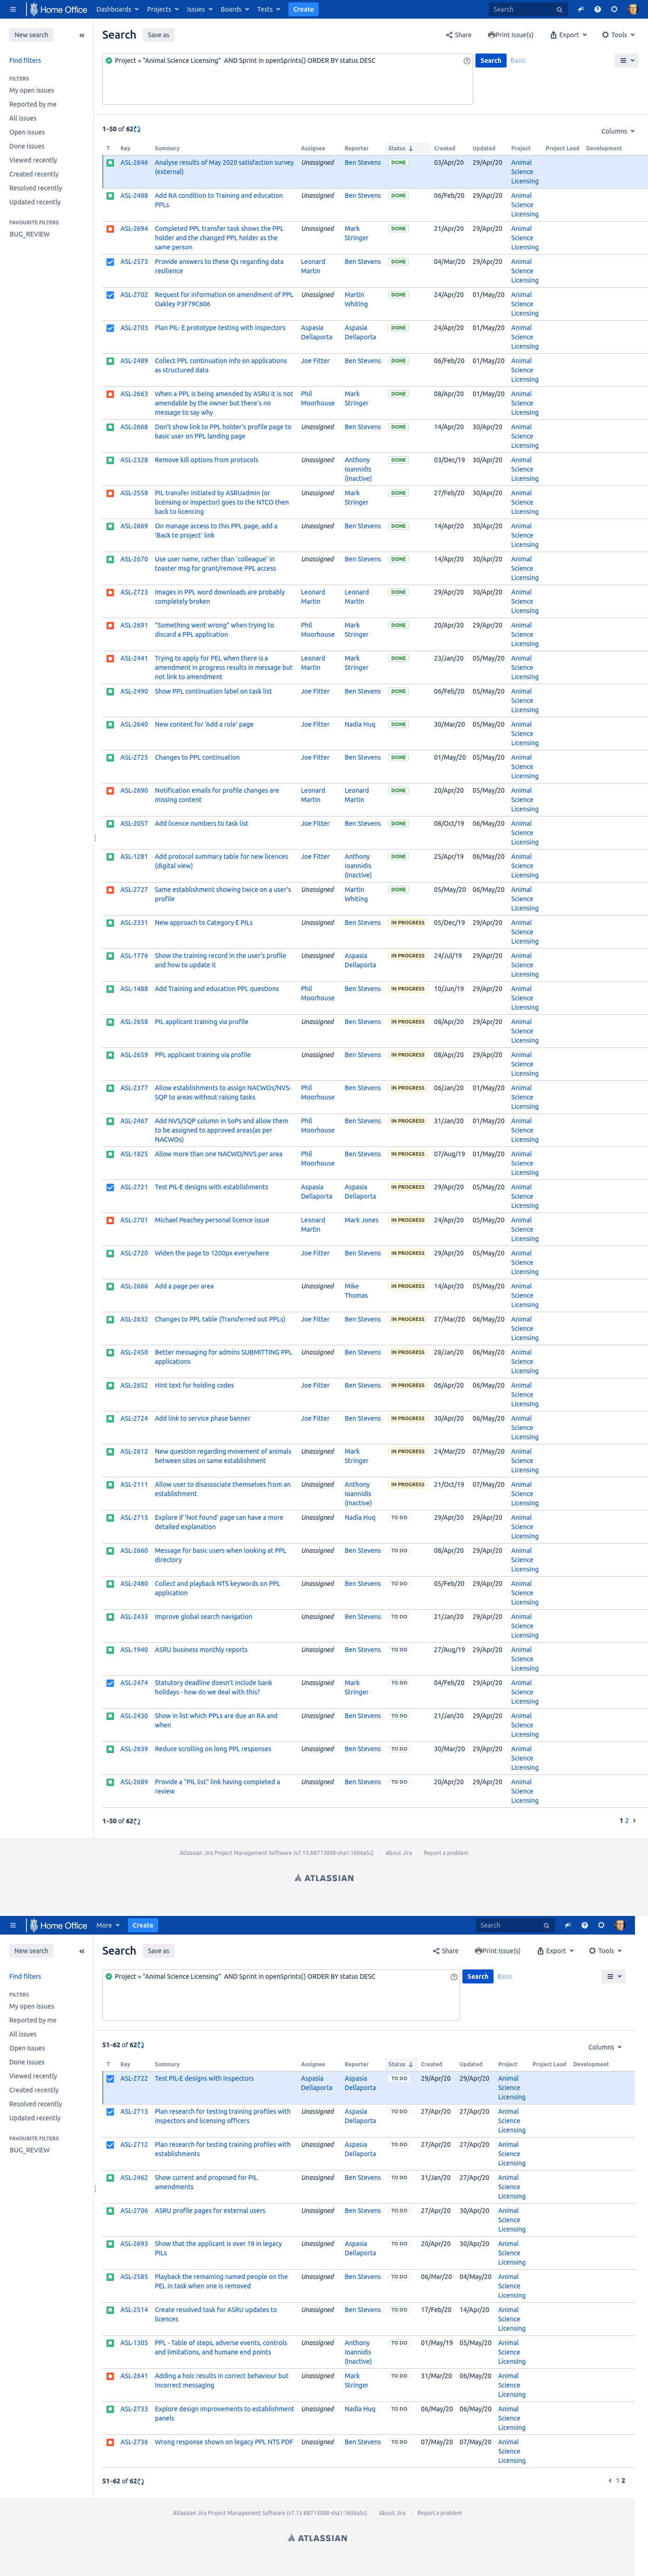 Home Office Dashboards Projects Issues Boards Tests Create Search
New search
Search Save as Share Print Issue(s) Export Tools
Find filters
Project = "Animal Science Licensing" AND Sprint in openSprints() ORDER BY status DESC Search Basic
FILTERS
My open issues
Reported by me
All issues
Open issues
Done issues
Viewed recently
Created recently
Resolved recently
Updated recently
FAVOURITE FILTERS
BUG_REVIEW
1–50 of 62 Columns
T Key Summary Assignee Reporter Status Created Updated Project Project Lead Development
ASL-2646 Analyse results of May 2020 satisfaction survey Unassigned Ben Stevens DONE 03/Apr/20 29/Apr/20 Animal
(external) Science
Licensing
ASL-2488 Add RA condition to Training and education Unassigned Ben Stevens DONE 06/Feb/20 29/Apr/20 Animal
PPLs Science
Licensing
ASL-2694 Completed PPL transfer task shows the PPL Unassigned Mark DONE 21/Apr/20 29/Apr/20 Animal
holder and the changed PPL holder as the Stringer Science
same person Licensing
ASL-2573 Provide answers to these Qs regarding data Leonard Ben Stevens DONE 04/Mar/20 29/Apr/20 Animal
resilience Martin Science
Licensing
ASL-2702 Request for information on amendment of PPL Unassigned Martin DONE 24/Apr/20 01/May/20 Animal
Oakley P3F79C606 Whiting Science
Licensing
ASL-2703 Plan PIL- E prototype testing with inspectors Aspasia Aspasia DONE 24/Apr/20 01/May/20 Animal
Dellaporta Dellaporta Science
Licensing
ASL-2489 Collect PPL continuation info on applications Joe Fitter Ben Stevens DONE 06/Feb/20 01/May/20 Animal
as structured data Science
Licensing
ASL-2663 When a PPL is being amended by ASRU it is not Phil Mark DONE 08/Apr/20 01/May/20 Animal
amendable by the owner but there's no Moorhouse Stringer Science
message to say why Licensing
ASL-2668 Don't show link to PPL holder's profile page to Unassigned Ben Stevens DONE 14/Apr/20 30/Apr/20 Animal
basic user on PPL landing page Science
Licensing
ASL-2328 Remove kill options from protocols Unassigned Anthony DONE 03/Dec/19 30/Apr/20 Animal
Ioannidis Science
(Inactive) Licensing
ASL-2558 PIL transfer initiated by ASRUadmin (or Unassigned Mark DONE 27/Feb/20 30/Apr/20 Animal
licensing or inspector) goes to the NTCO then Stringer Science
back to licencing Licensing
ASL-2669 On manage access to this PPL page, add a Unassigned Ben Stevens DONE 14/Apr/20 30/Apr/20 Animal
'Back to project' link Science
Licensing
ASL-2670 Use user name, rather than 'colleague' in Unassigned Ben Stevens DONE 14/Apr/20 30/Apr/20 Animal
toaster msg for grant/remove PPL access Science
Licensing
ASL-2723 Images in PPL word downloads are probably Leonard Leonard DONE 29/Apr/20 30/Apr/20 Animal
completely broken Martin Martin Science
Licensing
ASL-2691 "Something went wrong" when trying to Phil Mark DONE 20/Apr/20 29/Apr/20 Animal
discard a PPL application Moorhouse Stringer Science
Licensing
ASL-2441 Trying to apply for PEL when there is a Leonard Mark DONE 23/Jan/20 05/May/20 Animal
amendment in progress results in message but Martin Stringer Science
not link to amendment Licensing
ASL-2490 Show PPL continuation label on task list Joe Fitter Ben Stevens DONE 06/Feb/20 05/May/20 Animal
Science
Licensing
ASL-2640 New content for 'Add a role' page Joe Fitter Nadia Huq DONE 30/Mar/20 05/May/20 Animal
Science
Licensing
ASL-2725 Changes to PPL continuation Joe Fitter Ben Stevens DONE 01/May/20 05/May/20 Animal
Science
Licensing
ASL-2690 Notification emails for profile changes are Leonard Leonard DONE 20/Apr/20 05/May/20 Animal
missing content Martin Martin Science
Licensing
ASL-2057 Add licence numbers to task list Joe Fitter Ben Stevens DONE 08/Oct/19 06/May/20 Animal
Science
Licensing
ASL-1281 Add protocol summary table for new licences Joe Fitter Anthony DONE 25/Apr/19 06/May/20 Animal
(digital view) Ioannidis Science
(Inactive) Licensing
ASL-2727 Same establishment showing twice on a user's Unassigned Martin DONE 05/May/20 06/May/20 Animal
profile Whiting Science
Licensing
ASL-2331 New approach to Category E PILs Unassigned Ben Stevens IN PROGRESS 05/Dec/19 29/Apr/20 Animal
Science
Licensing
ASL-1776 Show the training record in the user's profile Unassigned Aspasia IN PROGRESS 24/Jul/19 29/Apr/20 Animal
and how to update it Dellaporta Science
Licensing
ASL-1488 Add Training and education PPL questions Phil Ben Stevens IN PROGRESS 10/Jun/19 29/Apr/20 Animal
Moorhouse Science
Licensing
ASL-2658 PIL applicant training via profile Unassigned Ben Stevens IN PROGRESS 08/Apr/20 29/Apr/20 Animal
Science
Licensing
ASL-2659 PPL applicant training via profile Unassigned Ben Stevens IN PROGRESS 08/Apr/20 29/Apr/20 Animal
Science
Licensing
ASL-2377 Allow establishments to assign NACWOs/NVS- Phil Ben Stevens IN PROGRESS 06/Jan/20 01/May/20 Animal
SQP to areas without raising tasks Moorhouse Science
Licensing
ASL-2467 Add NVS/SQP column in SoPs and allow them Phil Ben Stevens IN PROGRESS 31/Jan/20 01/May/20 Animal
to be assigned to approved areas(as per Moorhouse Science
NACWOs) Licensing
ASL-1825 Allow more than one NACWO/NVS per area Phil Ben Stevens IN PROGRESS 07/Aug/19 01/May/20 Animal
Moorhouse Science
Licensing
ASL-2721 Test PIL-E designs with establishments Aspasia Aspasia IN PROGRESS 29/Apr/20 05/May/20 Animal
Dellaporta Dellaporta Science
Licensing
ASL-2701 Michael Peachey personal licence issue Leonard Mark Jones IN PROGRESS 24/Apr/20 05/May/20 Animal
Martin Science
Licensing
ASL-2720 Widen the page to 1200px everywhere Joe Fitter Ben Stevens IN PROGRESS 29/Apr/20 05/May/20 Animal
Science
Licensing
ASL-2666 Add a page per area Unassigned Mike IN PROGRESS 14/Apr/20 05/May/20 Animal
Thomas Science
Licensing
ASL-2632 Changes to PPL table (Transferred out PPLs) Joe Fitter Ben Stevens IN PROGRESS 27/Mar/20 06/May/20 Animal
Science
Licensing
ASL-2450 Better messaging for admins SUBMITTING PPL Unassigned Ben Stevens IN PROGRESS 28/Jan/20 06/May/20 Animal
applications Science
Licensing
ASL-2652 Hint text for holding codes Joe Fitter Ben Stevens IN PROGRESS 06/Apr/20 06/May/20 Animal
Science
Licensing
ASL-2724 Add link to service phase banner Joe Fitter Ben Stevens IN PROGRESS 30/Apr/20 06/May/20 Animal
Science
Licensing
ASL-2612 New question regarding movement of animals Unassigned Mark IN PROGRESS 24/Mar/20 07/May/20 Animal
between sites on same establishment Stringer Science
Licensing
ASL-2111 Allow user to disassociate themselves from an Unassigned Anthony IN PROGRESS 21/Oct/19 07/May/20 Animal
establishment Ioannidis Science
(Inactive) Licensing
ASL-2715 Explore if 'Not found' page can have a more Unassigned Nadia Huq TO DO 29/Apr/20 29/Apr/20 Animal
detailed explanation Science
Licensing
ASL-2660 Message for basic users when looking at PPL Unassigned Ben Stevens TO DO 08/Apr/20 29/Apr/20 Animal
directory Science
Licensing
ASL-2480 Collect and playback NTS keywords on PPL Unassigned Ben Stevens TO DO 05/Feb/20 29/Apr/20 Animal
application Science
Licensing
ASL-2433 Improve global search navigation Unassigned Ben Stevens TO DO 21/Jan/20 29/Apr/20 Animal
Science
Licensing
ASL-1940 ASRU business monthly reports Unassigned Ben Stevens TO DO 27/Aug/19 29/Apr/20 Animal
Science
Licensing
ASL-2474 Statutory deadline doesn't include bank Unassigned Mark TO DO 04/Feb/20 29/Apr/20 Animal
holidays - how do we deal with this? Stringer Science
Licensing
ASL-2430 Show in list which PPLs are due an RA and Unassigned Ben Stevens TO DO 21/Jan/20 29/Apr/20 Animal
when Science
Licensing
ASL-2639 Reduce scrolling on long PPL responses Unassigned Ben Stevens TO DO 30/Mar/20 29/Apr/20 Animal
Science
Licensing
ASL-2689 Provide a "PIL list" link having completed a Unassigned Ben Stevens TO DO 20/Apr/20 29/Apr/20 Animal
review Science
Licensing
1–50 of 62 1 2
Atlassian Jira Project Management Software (v7.13.8#713008-sha1:1606a5c) · About Jira · Report a problem
ATLASSIAN
Home Office More Create Search
New search
Search Save as Share Print Issue(s) Export Tools
Find filters
Project = "Animal Science Licensing" AND Sprint in openSprints() ORDER BY status DESC Search Basic
FILTERS
My open issues
Reported by me
All issues
Open issues
Done issues
Viewed recently
Created recently
Resolved recently
Updated recently
FAVOURITE FILTERS
BUG_REVIEW
51–62 of 62 Columns
T Key Summary Assignee Reporter Status Created Updated Project Project Lead Development
ASL-2722 Test PIL-E designs with inspectors Aspasia Aspasia TO DO 29/Apr/20 29/Apr/20 Animal
Dellaporta Dellaporta Science
Licensing
ASL-2713 Plan research for testing training profiles with Unassigned Aspasia TO DO 27/Apr/20 27/Apr/20 Animal
inspectors and licensing officers Dellaporta Science
Licensing
ASL-2712 Plan research for testing training profiles with Unassigned Aspasia TO DO 27/Apr/20 27/Apr/20 Animal
establishments Dellaporta Science
Licensing
ASL-2462 Show current and proposed for PIL Unassigned Ben Stevens TO DO 31/Jan/20 27/Apr/20 Animal
amendments Science
Licensing
ASL-2706 ASRU profile pages for external users Unassigned Ben Stevens TO DO 27/Apr/20 30/Apr/20 Animal
Science
Licensing
ASL-2693 Show that the applicant is over 18 in legacy Unassigned Aspasia TO DO 20/Apr/20 30/Apr/20 Animal
PILs Dellaporta Science
Licensing
ASL-2585 Playback the remaining named people on the Unassigned Ben Stevens TO DO 06/Mar/20 04/May/20 Animal
PEL in task when one is removed Science
Licensing
ASL-2514 Create resolved task for ASRU updates to Unassigned Ben Stevens TO DO 17/Feb/20 14/Apr/20 Animal
licences Science
Licensing
ASL-1305 PPL - Table of steps, adverse events, controls Unassigned Anthony TO DO 01/May/19 05/May/20 Animal
and limitations, and humane end points Ioannidis Science
(Inactive) Licensing
ASL-2641 Adding a holc results in correct behaviour but Unassigned Mark TO DO 31/Mar/20 06/May/20 Animal
incorrect messaging Stringer Science
Licensing
ASL-2733 Explore design improvements to establishment Unassigned Nadia Huq TO DO 06/May/20 06/May/20 Animal
panels Science
Licensing
ASL-2736 Wrong response shown on legacy PPL NTS PDF Unassigned Ben Stevens TO DO 07/May/20 07/May/20 Animal
Science
Licensing
51–62 of 62 1 2
Atlassian Jira Project Management Software (v7.13.8#713008-sha1:1606a5c) · About Jira · Report a problem
ATLASSIAN